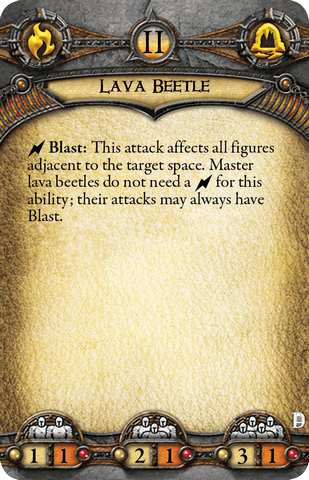 II
Lava Beetle
Blast: This attack affects all figures
adjacent to the target space. Master
lava beetles do not need a for this
ability; their attacks may always have
Blast.
1 1 2 1 3 1